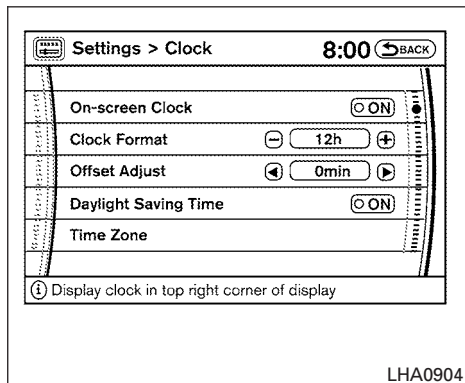 Settings > Clock 8:00 BACK
On-screen Clock ON
Clock Format − 12h +
Offset Adjust 0min
Daylight Saving Time ON
Time Zone
i Display clock in top right corner of display
LHA0904